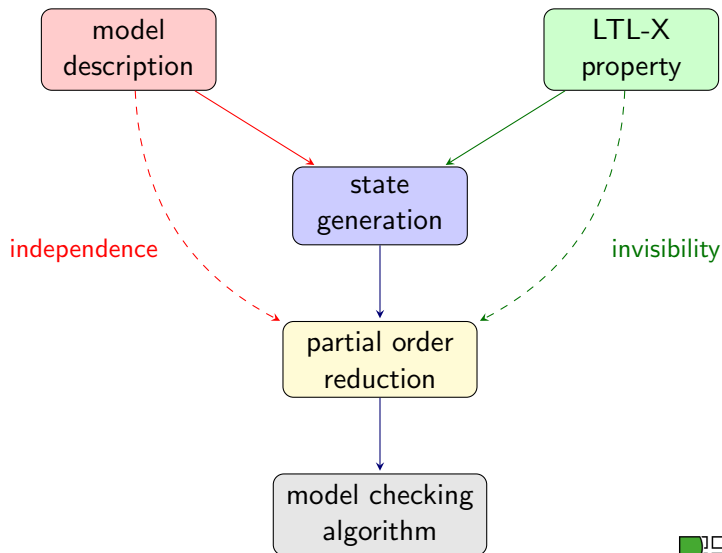 model
description
LTL-X
property
state
generation
independence
invisibility
partial order
reduction
model checking
algorithm